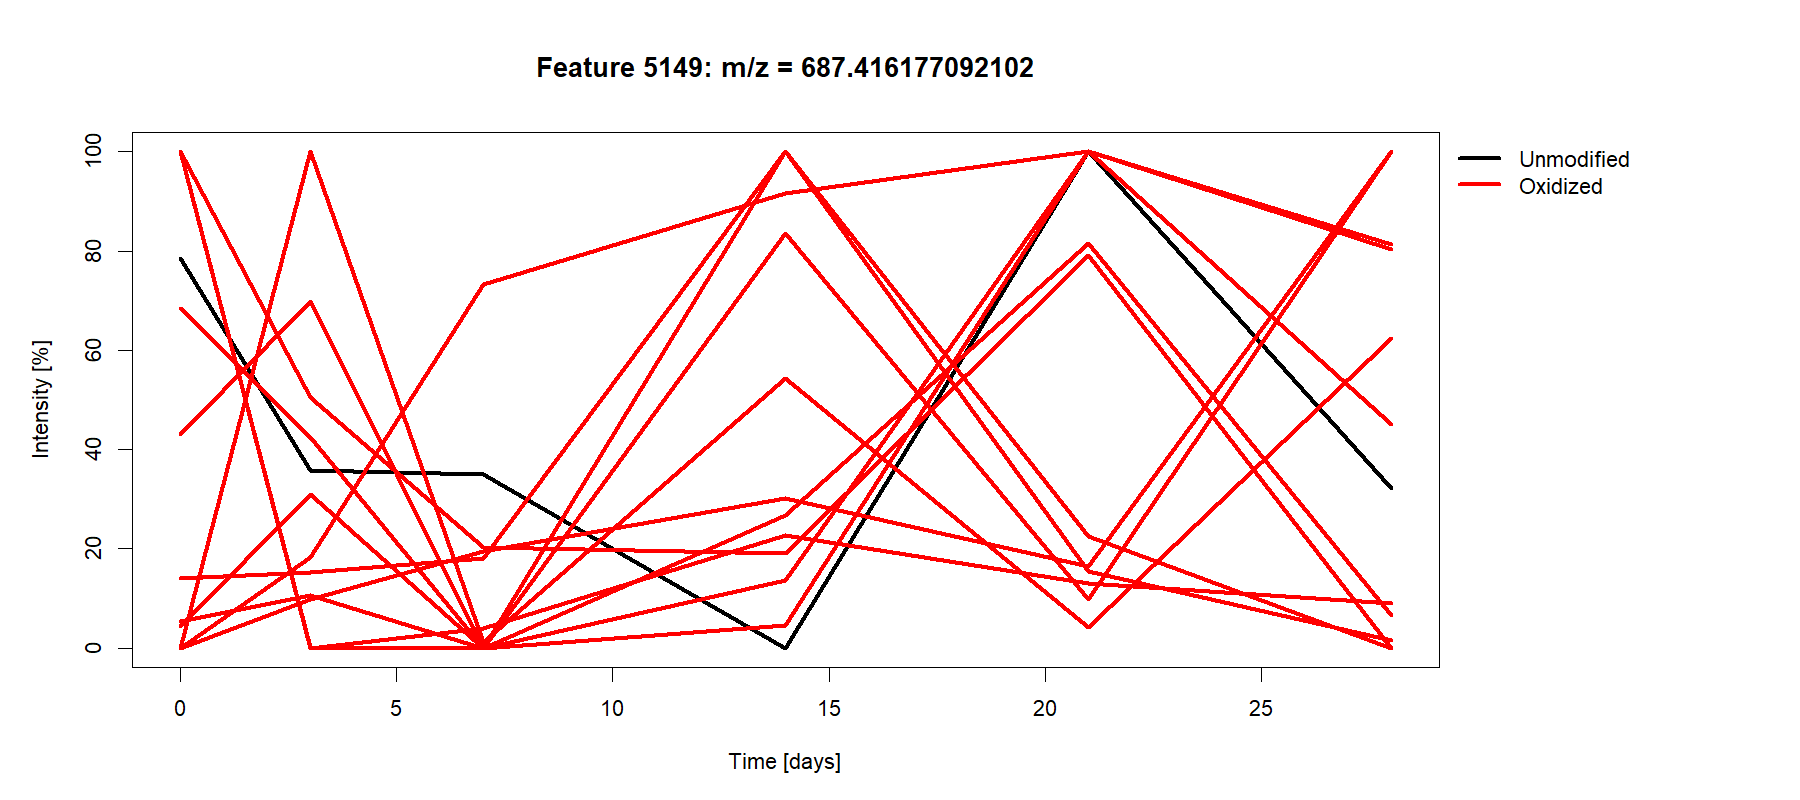 Feature 5149: m/z = 687.416177092102
Unmodified
Oxidized
Intensity [%]
100
80
60
40
20
0
0 5 10 15 20 25
Time [days]